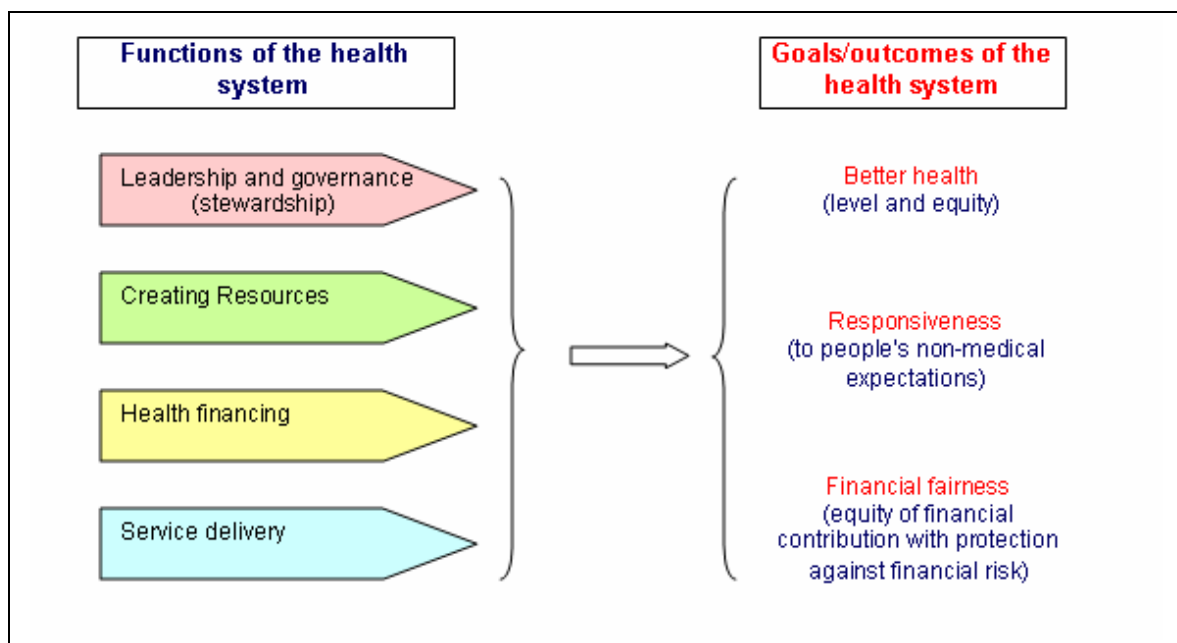 Functions of the health
system
Leadership and governance
(stewardship)
Creating Resources
Health financing
Service delivery
Goals/outcomes of the
health system
Better health
(level and equity)
Responsiveness
(to people's non-medical
expectations)
Financial fairness
(equity of financial
contribution with protection
against financial risk)